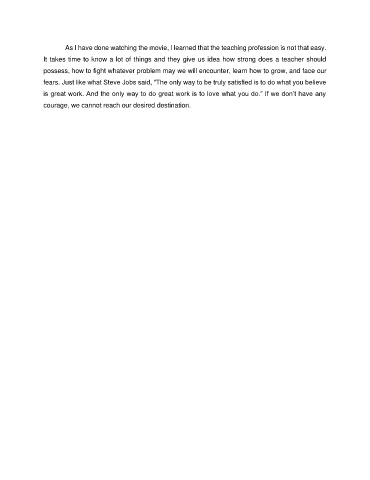 As I have done watching the movie, I learned that the teaching profession is not that easy.
It takes time to know a lot of things and they give us idea how strong does a teacher should
possess, how to fight whatever problem may we will encounter, learn how to grow, and face our
fears. Just like what Steve Jobs said, "The only way to be truly satisfied is to do what you believe
is great work. And the only way to do great work is to love what you do." If we don't have any
courage, we cannot reach our desired destination.